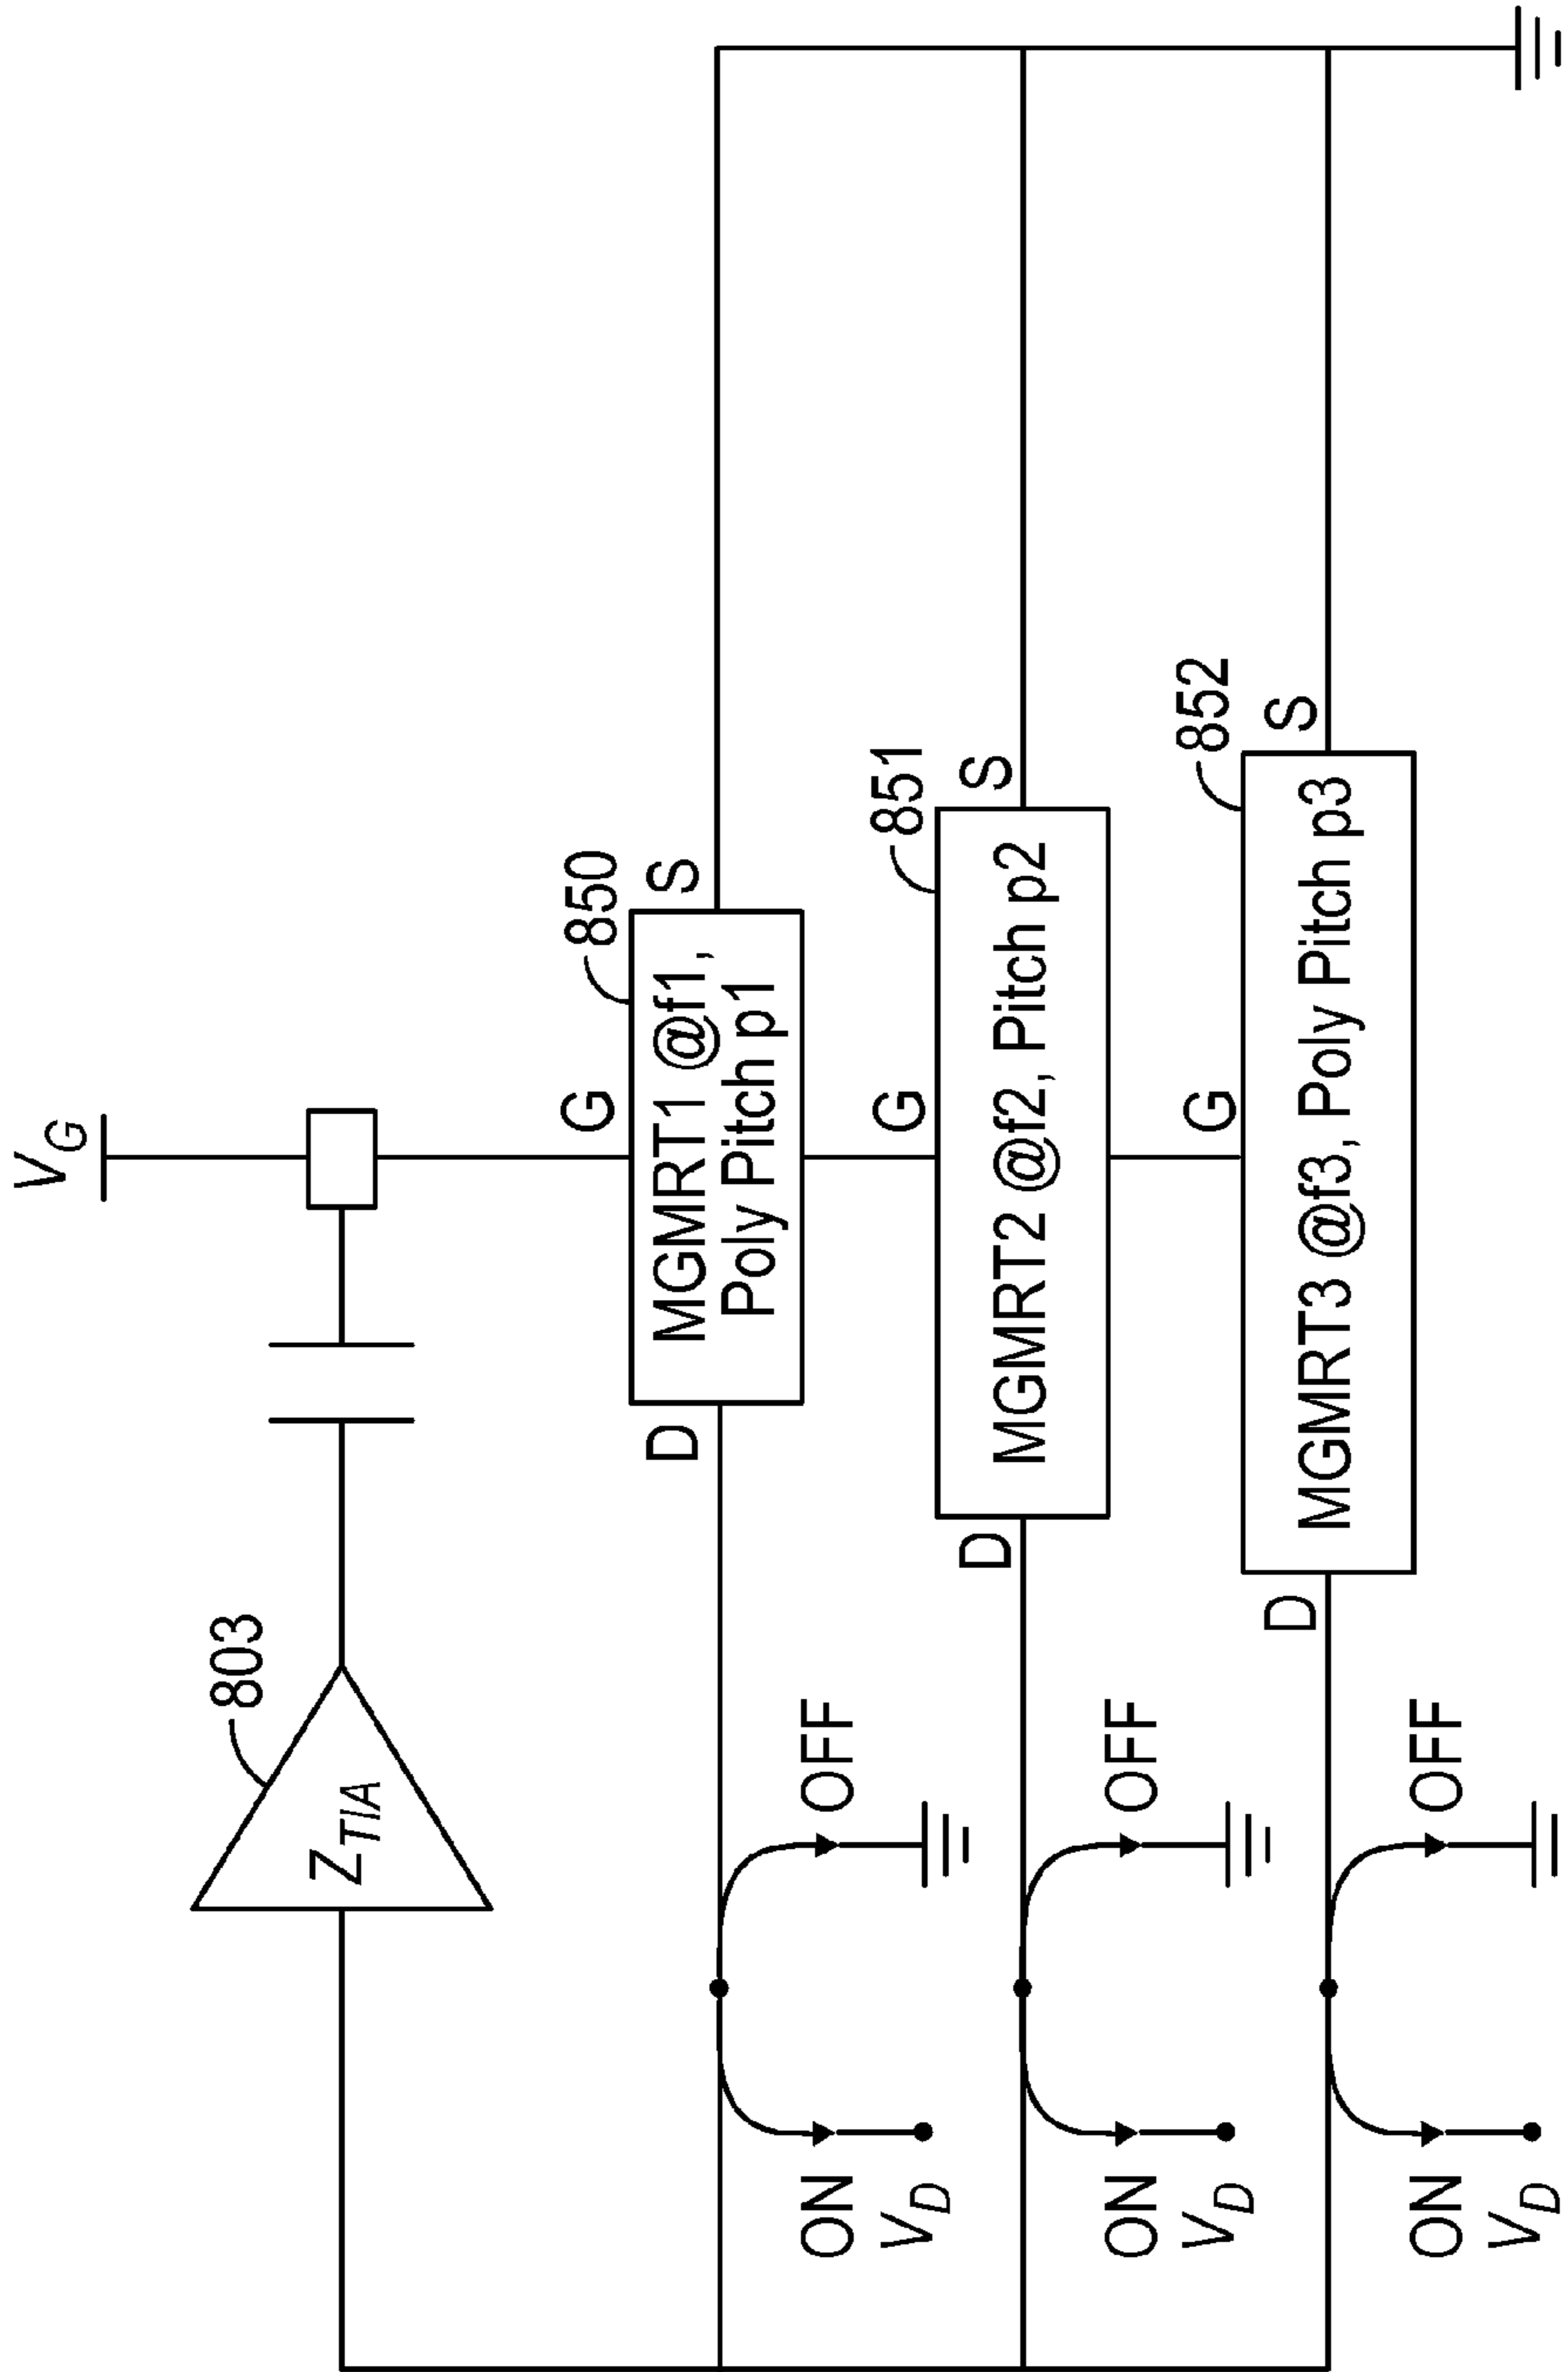 V_G
803
Z_TIA
850
G
D
S
MGMRT1 @f1,
Poly Pitch p1
ON
V_D
OFF
851
G
D
S
MGMRT2 @f2, Pitch p2
ON
V_D
OFF
852
G
D
S
MGMRT3 @f3, Poly Pitch p3
ON
V_D
OFF